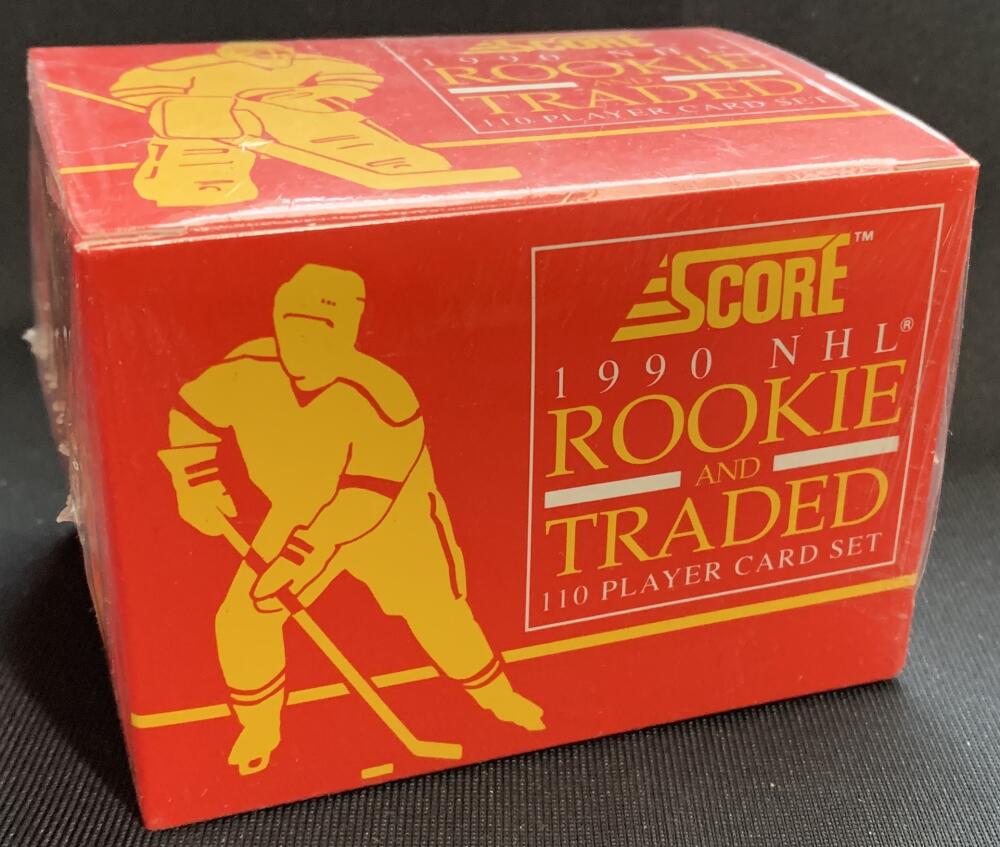 SCORE
1990 NHL
ROOKIE
AND
TRADED
110 PLAYER CARD SET
SCORE™
1990 NHL®
ROOKIE
AND
TRADED
110 PLAYER CARD SET